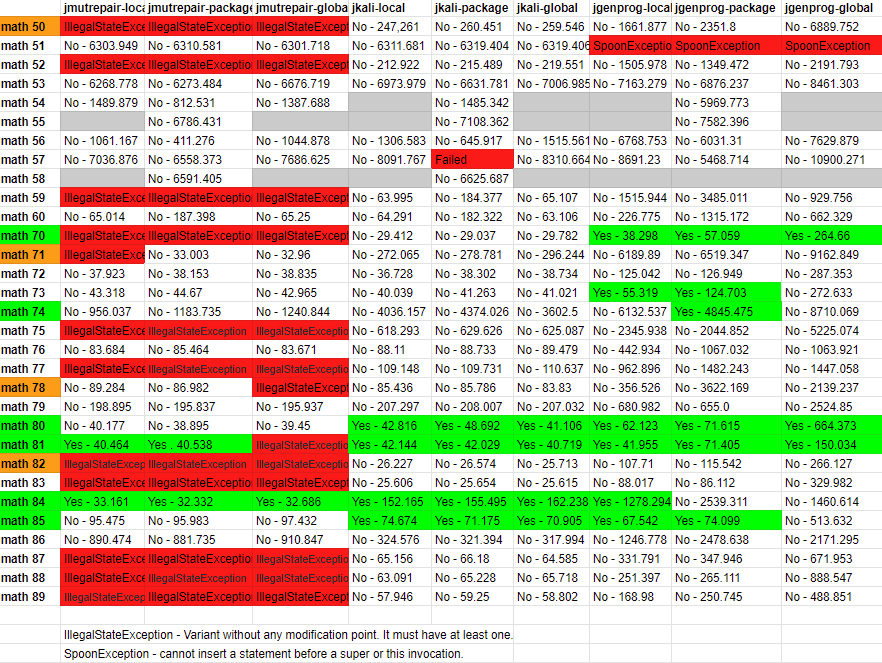 jmutrepair-loca jmutrepair-package jmutrepair-global jkali-local jkali-package jkali-global jgenprog-local jgenprog-package jgenprog-global
math 50 IllegalStateExce IllegalStateException IllegalStateExcept No - 247,261 No - 260.451 No - 259.546 No - 1661.877 No - 2351.8 No - 6889.752
math 51 No - 6303.949 No - 6310.581 No - 6301.718 No - 6311.681 No - 6319.404 No - 6319.406 SpoonExceptio SpoonException SpoonException
math 52 IllegalStateExce IllegalStateException IllegalStateExcept No - 212.922 No - 215.489 No - 219.551 No - 1505.978 No - 1349.472 No - 2191.793
math 53 No - 6268.778 No - 6273.484 No - 6676.719 No - 6973.979 No - 6631.781 No - 7006.985 No - 7163.279 No - 6876.237 No - 8461.303
math 54 No - 1489.879 No - 812.531 No - 1387.688 No - 1485.342 No - 5969.773
math 55 No - 6786.431 No - 7108.362 No - 7582.396
math 56 No - 1061.167 No - 411.276 No - 1044.878 No - 1306.583 No - 645.917 No - 1515.561 No - 6768.753 No - 6031.31 No - 7629.879
math 57 No - 7036.876 No - 6558.373 No - 7686.625 No - 8091.767 Failed No - 8310.664 No - 8691.23 No - 5468.714 No - 10900.271
math 58 No - 6591.405 No - 6625.687
math 59 IllegalStateExce IllegalStateException IllegalStateExcept No - 63.995 No - 184.377 No - 65.107 No - 1515.944 No - 3485.011 No - 929.756
math 60 No - 65.014 No - 187.398 No - 65.25 No - 64.291 No - 182.322 No - 63.106 No - 226.775 No - 1315.172 No - 662.329
math 70 IllegalStateExce IllegalStateException IllegalStateExcept No - 29.412 No - 29.037 No - 29.782 Yes - 38.298 Yes - 57.059 Yes - 264.66
math 71 IllegalStateExce No - 33.003 No - 32.96 No - 272.065 No - 278.781 No - 296.244 No - 6189.89 No - 6519.347 No - 9162.849
math 72 No - 37.923 No - 38.153 No - 38.835 No - 36.728 No - 38.302 No - 38.734 No - 125.042 No - 126.949 No - 287.353
math 73 No - 43.318 No - 44.67 No - 42.965 No - 40.039 No - 41.263 No - 41.021 Yes - 55.319 Yes - 124.703 No - 272.633
math 74 No - 956.037 No - 1183.735 No - 1240.844 No - 4036.157 No - 4374.026 No - 3602.5 No - 6132.537 Yes - 4845.475 No - 8710.069
math 75 IllegalStateExce IllegalStateException IllegalStateExceptio No - 618.293 No - 629.626 No - 625.087 No - 2345.938 No - 2044.852 No - 5225.074
math 76 No - 83.684 No - 85.464 No - 83.671 No - 88.11 No - 88.733 No - 89.479 No - 442.934 No - 1067.032 No - 1063.921
math 77 IllegalStateExce IllegalStateException IllegalStateExcept No - 109.148 No - 109.731 No - 110.637 No - 962.896 No - 1482.243 No - 1447.058
math 78 No - 89.284 No - 86.982 IllegalStateExcept No - 85.436 No - 85.786 No - 83.83 No - 356.526 No - 3622.169 No - 2139.237
math 79 No - 198.895 No - 195.837 No - 195.937 No - 207.297 No - 208.007 No - 207.032 No - 680.982 No - 655.0 No - 2524.85
math 80 No - 40.177 No - 38.895 No - 39.45 Yes - 42.816 Yes - 48.692 Yes - 41.106 Yes - 62.123 Yes - 71.615 Yes - 664.373
math 81 Yes - 40.464 Yes - 40.538 IllegalStateExceptio Yes - 42.144 Yes - 42.029 Yes - 40.719 Yes - 41.955 Yes - 71.405 Yes - 150.034
math 82 IllegalStateExcep IllegalStateException IllegalStateExcept No - 26.227 No - 26.574 No - 25.713 No - 107.71 No - 115.542 No - 266.127
math 83 IllegalStateExce IllegalStateException IllegalStateExcept No - 25.606 No - 25.654 No - 25.615 No - 88.017 No - 86.112 No - 329.982
math 84 Yes - 33.161 Yes - 32.332 Yes - 32.686 Yes - 152.165 Yes - 155.495 Yes - 162.238 Yes - 1278.294 No - 2539.311 No - 1460.614
math 85 No - 95.475 No - 95.983 No - 97.432 Yes - 74.674 Yes - 71.175 Yes - 70.905 Yes - 67.542 Yes - 74.099 No - 513.632
math 86 No - 890.474 No - 881.735 No - 910.847 No - 324.576 No - 321.394 No - 317.994 No - 1246.778 No - 2478.638 No - 2171.295
math 87 IllegalStateExce IllegalStateException IllegalStateExceptio No - 65.156 No - 66.18 No - 64.585 No - 331.791 No - 347.946 No - 671.953
math 88 IllegalStateExce IllegalStateException IllegalStateExceptio No - 63.091 No - 65.228 No - 65.718 No - 251.397 No - 265.111 No - 888.547
math 89 IllegalStateExcep IllegalStateException IllegalStateExcept No - 57.946 No - 59.25 No - 58.802 No - 168.98 No - 250.745 No - 488.851
IllegalStateException - Variant without any modification point. It must have at least one.
SpoonException - cannot insert a statement before a super or this invocation.